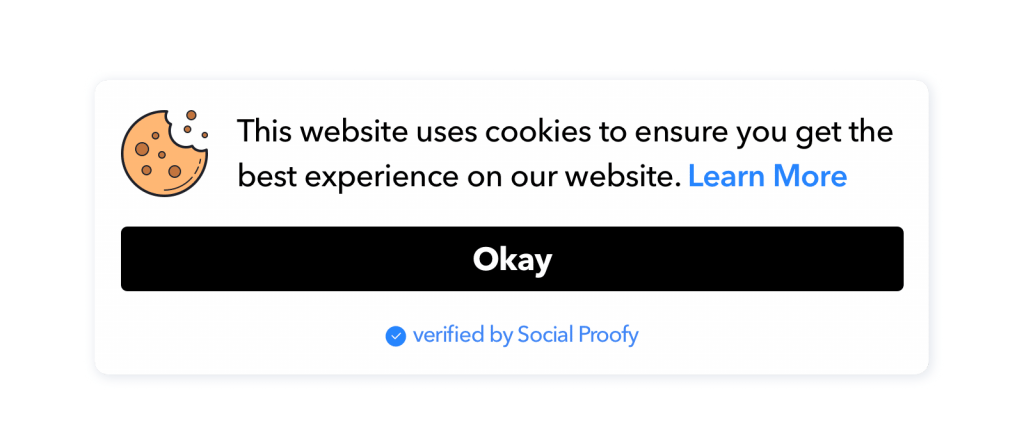 This website uses cookies to ensure you get the
best experience on our website. Learn More
Okay
verified by Social Proofy